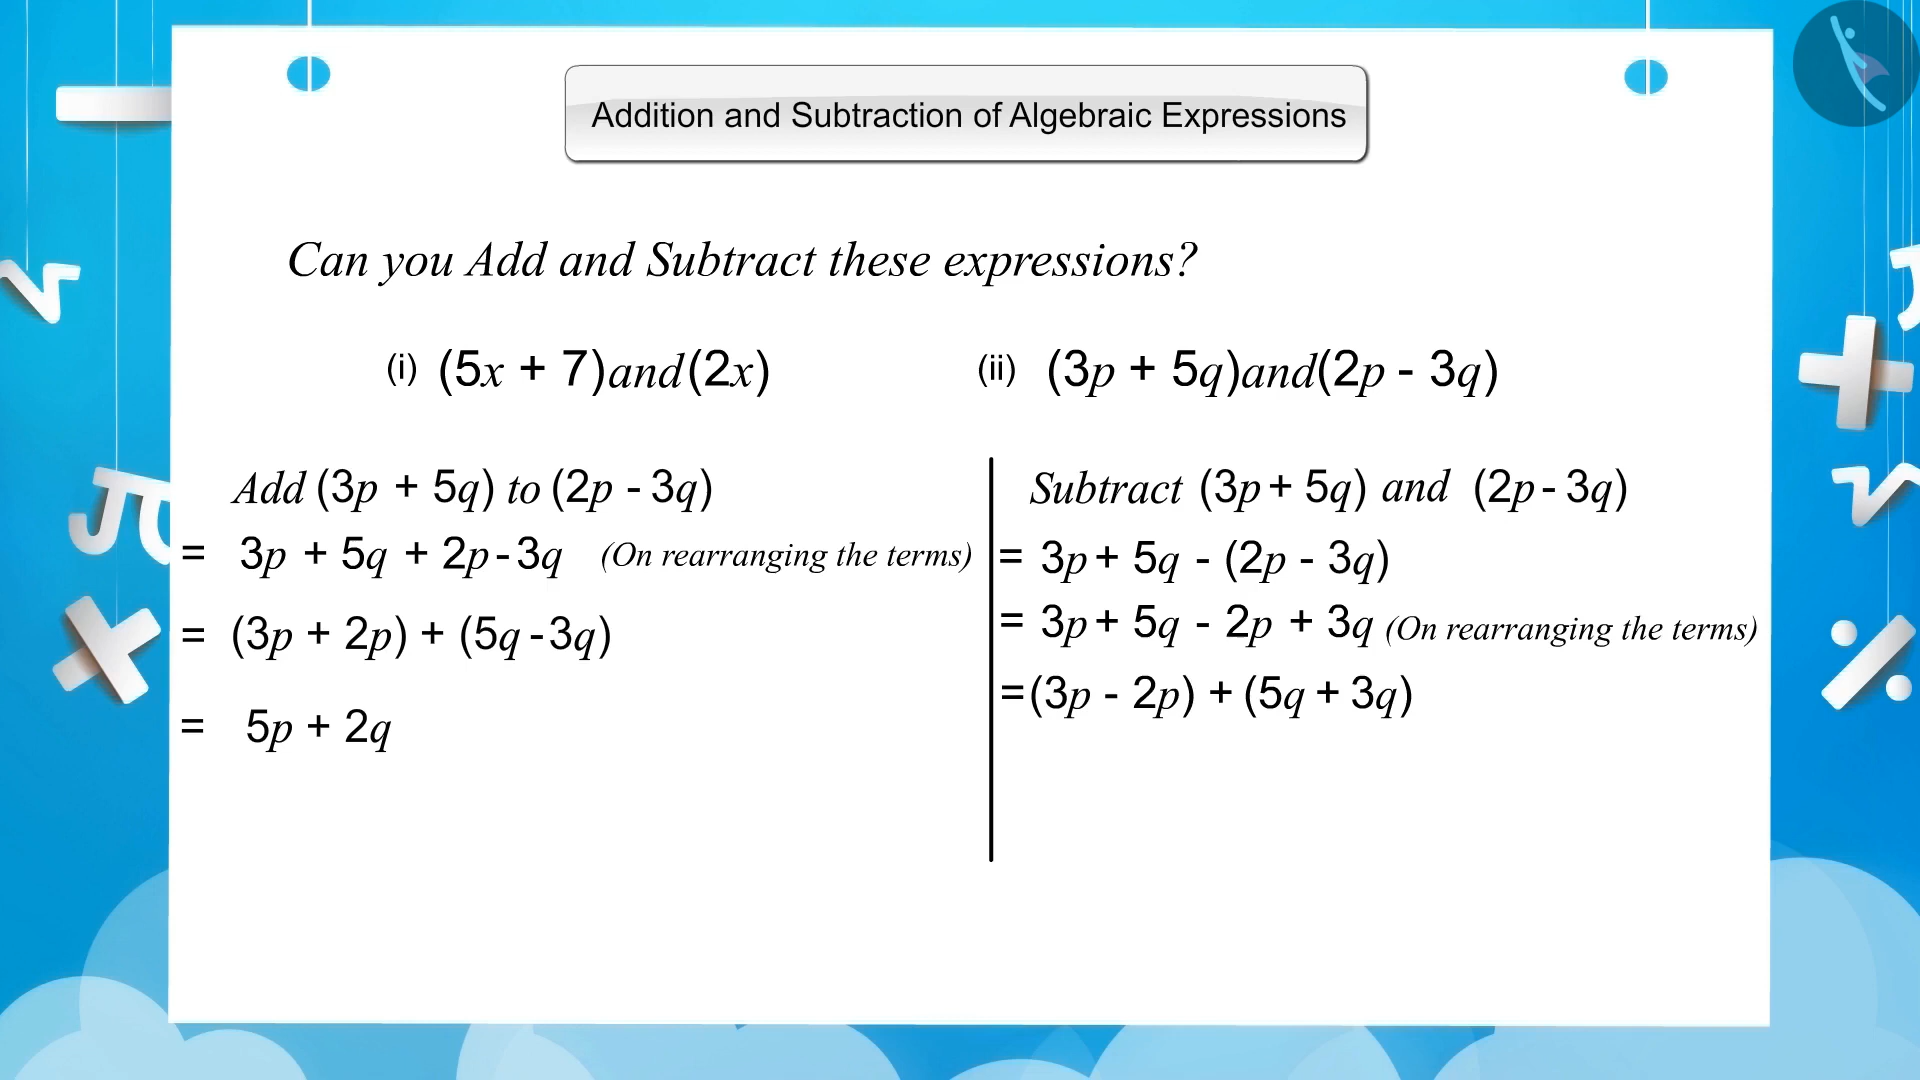 Addition and Subtraction of Algebraic Expressions
Can you Add and Subtract these expressions?
(i) (5x + 7) and (2x)
(ii) (3p + 5q) and (2p - 3q)
Add (3p + 5q) to (2p - 3q)
= 3p + 5q + 2p - 3q (On rearranging the terms)
= (3p + 2p) + (5q - 3q)
= 5p + 2q
Subtract (3p + 5q) and (2p - 3q)
= 3p + 5q - (2p - 3q)
= 3p + 5q - 2p + 3q (On rearranging the terms)
= (3p - 2p) + (5q + 3q)